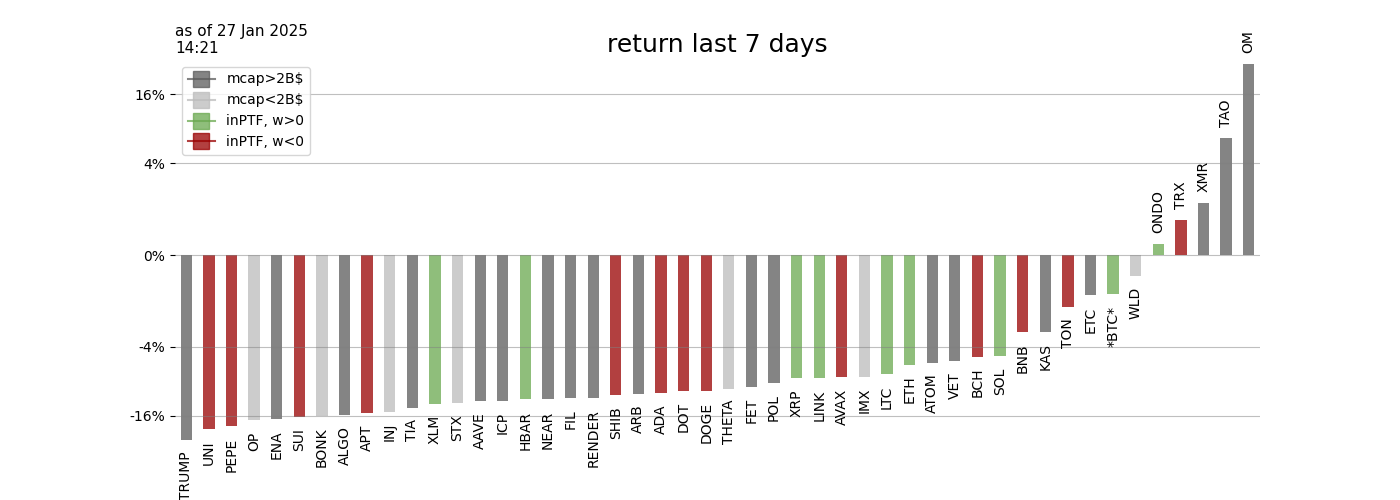 as of 27 Jan 2025
14:21
return last 7 days
mcap>2B$
mcap<2B$
inPTF, w>0
inPTF, w<0
16%
4%
0%
-4%
-16%
TRUMP
UNI
PEPE
OP
ENA
SUI
BONK
ALGO
APT
INJ
TIA
XLM
STX
AAVE
ICP
HBAR
NEAR
FIL
RENDER
SHIB
ARB
ADA
DOT
DOGE
THETA
FET
POL
XRP
LINK
AVAX
IMX
LTC
ETH
ATOM
VET
BCH
SOL
BNB
KAS
TON
ETC
*BTC*
WLD
ONDO
TRX
XMR
TAO
OM